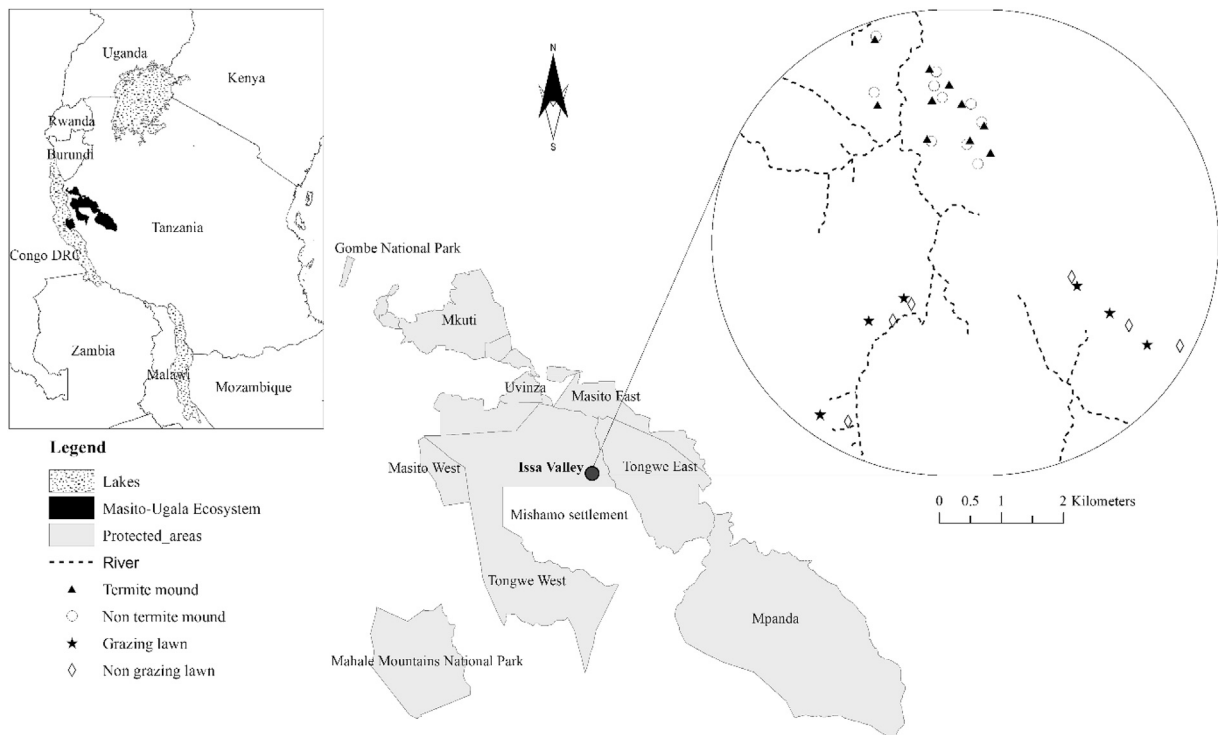 Uganda
Kenya
Rwanda
Burundi
Tanzania
Congo DRC
Zambia
Malawi
Mozambique
N
S
Gombe National Park
Mkuti
Uvinza
Masito East
Masito West
Issa Valley
Tongwe East
Mishamo settlement
Tongwe West
Mpanda
Mahale Mountains National Park
0 0.5 1 2 Kilometers
Legend
Lakes
Masito-Ugala Ecosystem
Protected_areas
River
Termite mound
Non termite mound
Grazing lawn
Non grazing lawn